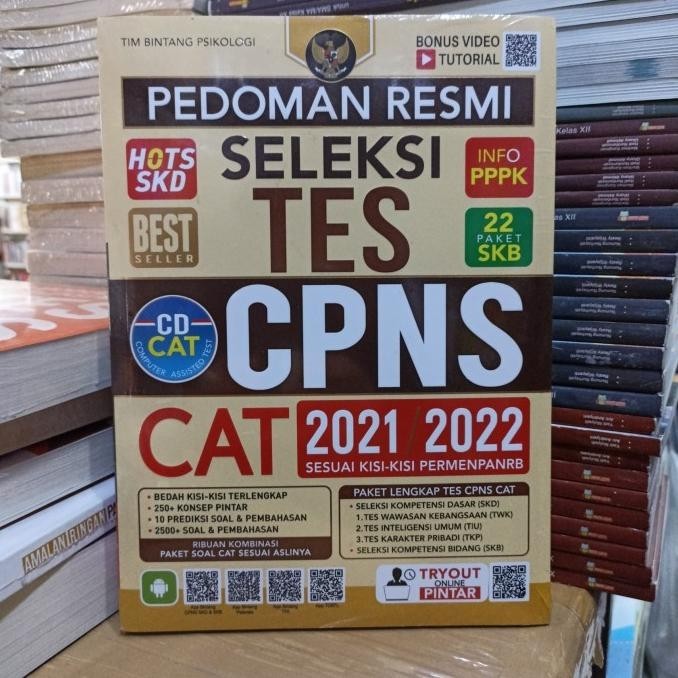 TIM BINTANG PSIKOLOGI
BONUS VIDEO
TUTORIAL
PEDOMAN RESMI
HOTS
SKD
SELEKSI
INFO
PPPK
BEST
SELLER
TES
22
PAKET
SKB
CD
CAT
COMPUTER ASSISTED TEST
CPNS
CAT
2021/2022
SESUAI KISI-KISI PERMENPANRB
• BEDAH KISI-KISI TERLENGKAP
• 250+ KONSEP PINTAR
• 10 PREDIKSI SOAL & PEMBAHASAN
• 2500+ SOAL & PEMBAHASAN
RIBUAN KOMBINASI
PAKET SOAL CAT SESUAI ASLINYA
PAKET LENGKAP TES CPNS CAT
• SELEKSI KOMPETENSI DASAR (SKD)
1.TES WAWASAN KEBANGSAAN (TWK)
2.TES INTELIGENSI UMUM (TIU)
3.TES KARAKTER PRIBADI (TKP)
• SELEKSI KOMPETENSI BIDANG (SKB)
TRYOUT
ONLINE
PINTAR
Kelas XII
XII